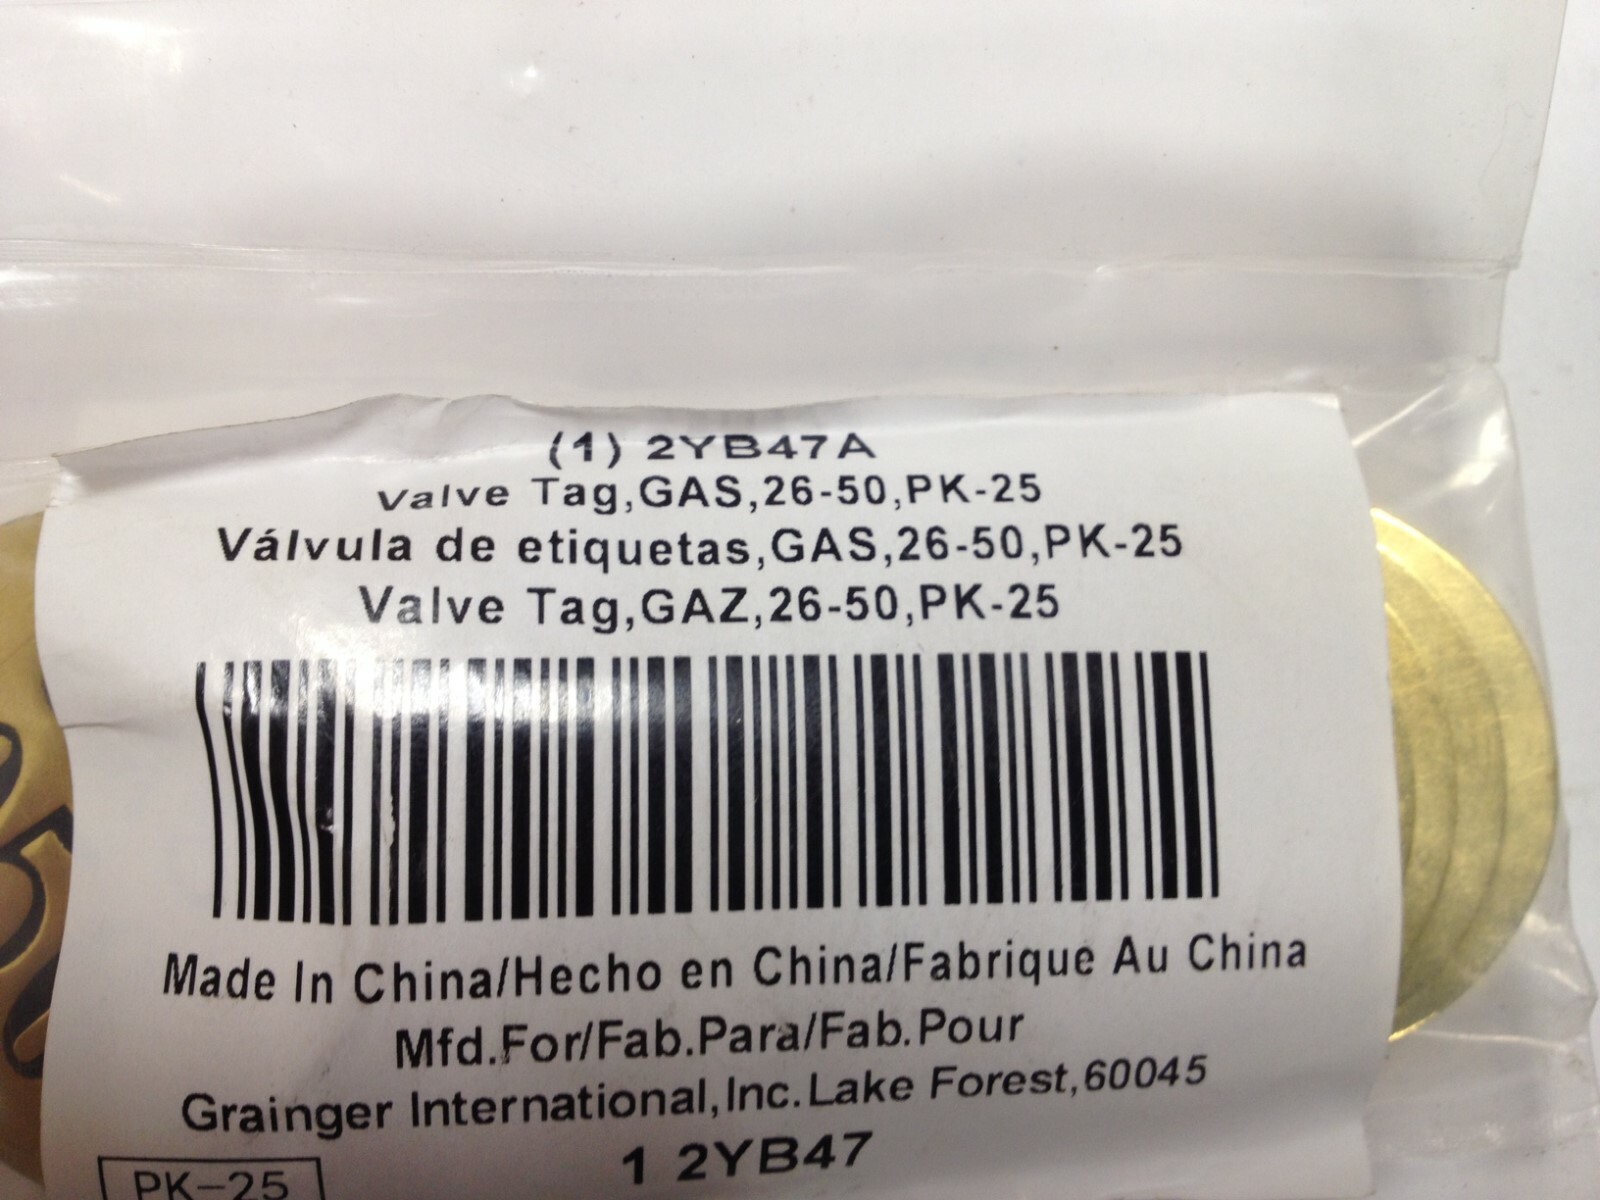 (1) 2YB47A
Valve Tag,GAS,26-50,PK-25
Válvula de etiquetas,GAS,26-50,PK-25
Valve Tag,GAZ,26-50,PK-25
Made In China/Hecho en China/Fabrique Au China
Mfd.For/Fab.Para/Fab.Pour
Grainger International,Inc.Lake Forest,60045
1 2YB47
PK-25